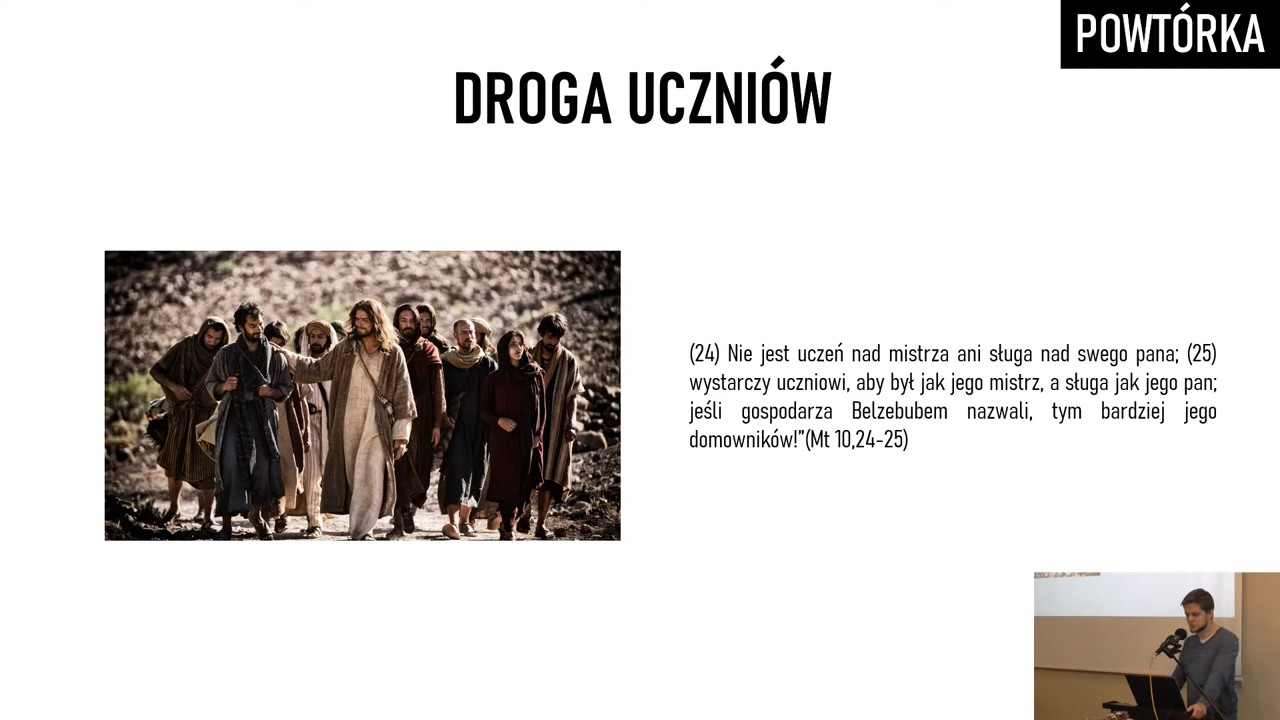 POWTÓRKA
DROGA UCZNIÓW
(24) Nie jest uczeń nad mistrza ani sługa nad swego pana; (25)
wystarczy uczniowi, aby był jak jego mistrz, a sługa jak jego pan;
jeśli gospodarza Belzebubem nazwali, tym bardziej jego
domowników!”(Mt 10,24-25)